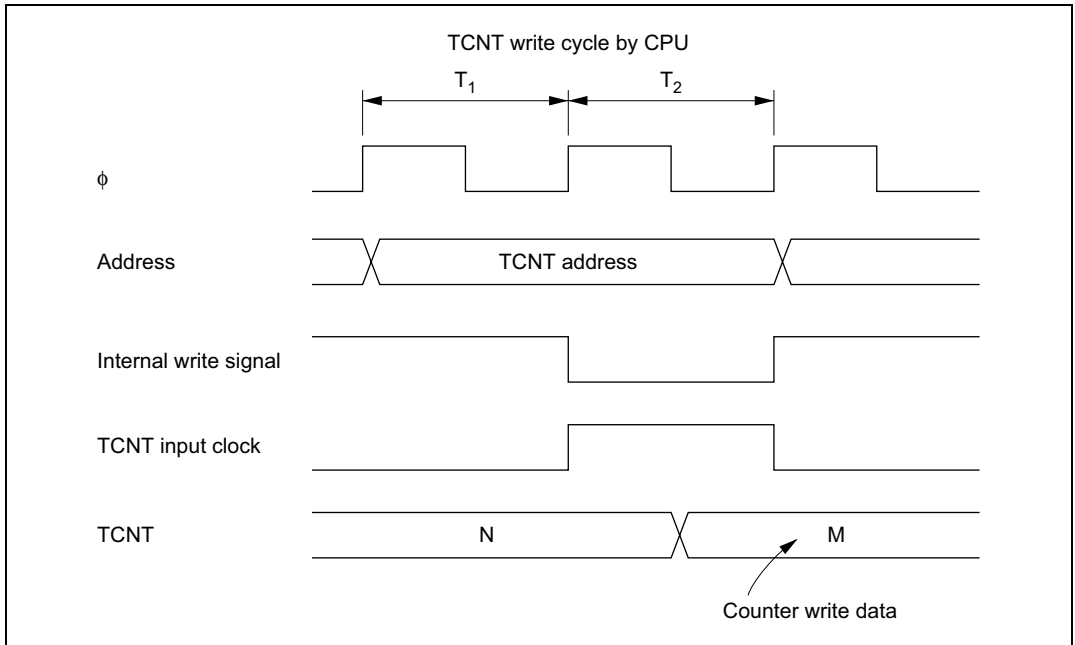 TCNT write cycle by CPU
T1 T2
ϕ
Address TCNT address
Internal write signal
TCNT input clock
TCNT N M
Counter write data